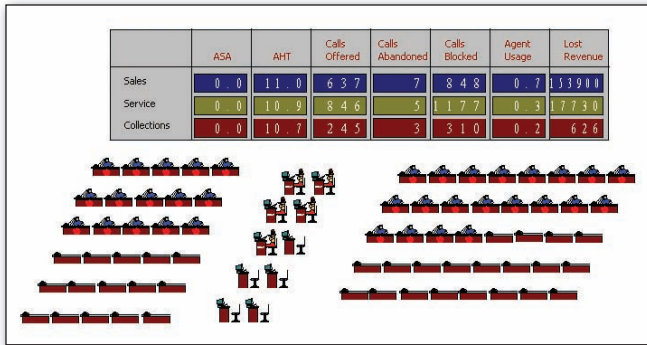 ASA AHT Calls Offered Calls Abandoned Calls Blocked Agent Usage Lost Revenue
Sales 0.0 11.0 637 7 848 0.7 153900
Service 0.0 10.9 846 5 1177 0.3 17730
Collections 0.0 10.7 245 3 310 0.2 626